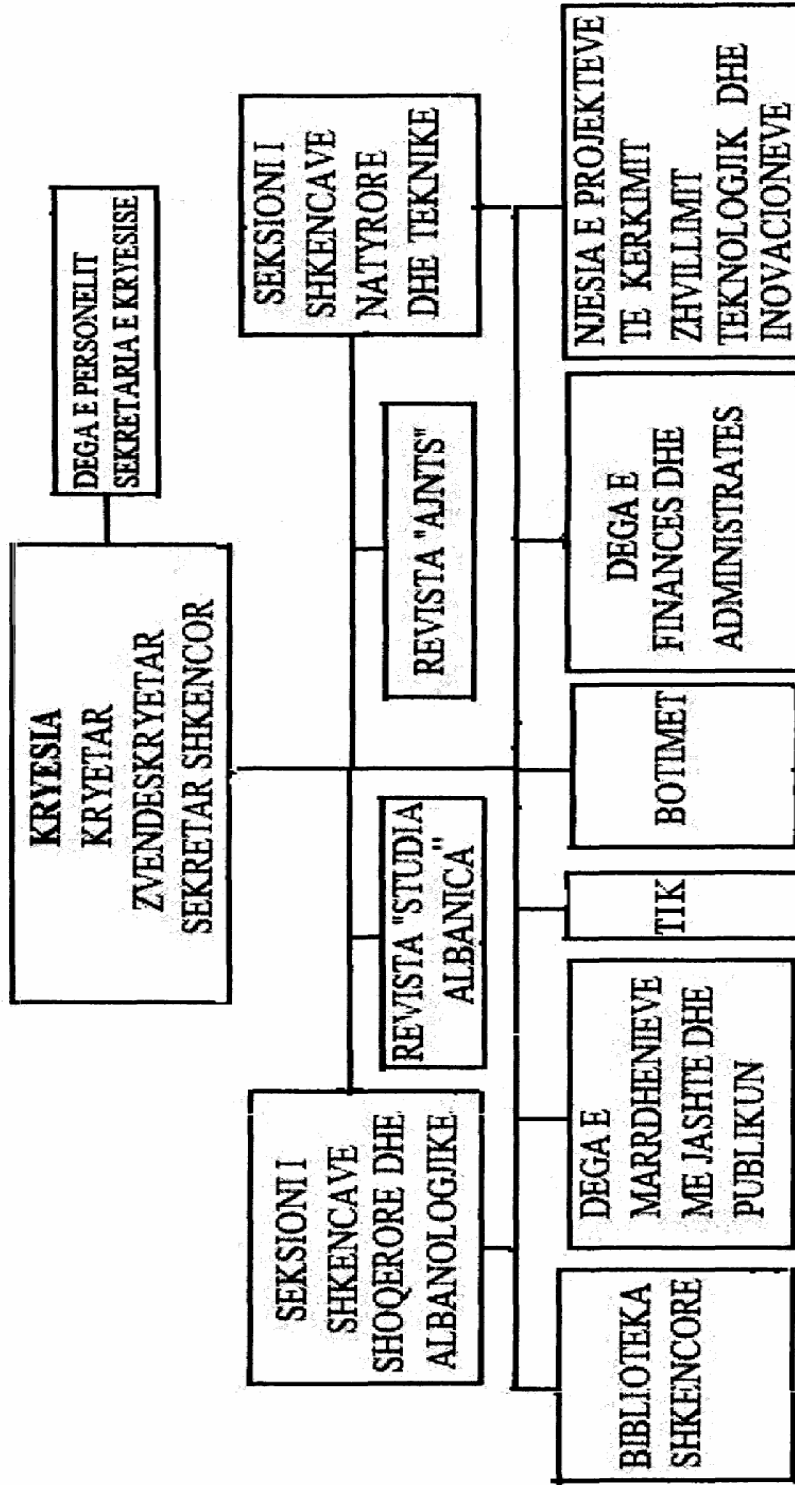 KRYESIA
KRYETAR
ZVENDESKRYETAR
SEKRETAR SHKENCOR
DEGA E PERSONELIT
SEKRETARIA E KRYESISE
SEKSIONI I
SHKENCAVE
SHOQERORE DHE
ALBANOLOGJIKE
REVISTA "STUDIA
ALBANICA"
REVISTA "AJNTS"
SEKSIONI I
SHKENCAVE
NATYRORE
DHE TEKNIKE
BIBLIOTEKA
SHKENCORE
DEGA E
MARRDHENIEVE
ME JASHTE DHE
PUBLIKUN
TIK
BOTIMET
DEGA E
FINANCES DHE
ADMINISTRATES
NJESIA E PROJEKTEVE
TE KERKIMIT
ZHVILLIMIT
TEKNOLOGJIK DHE
INOVACIONEVE